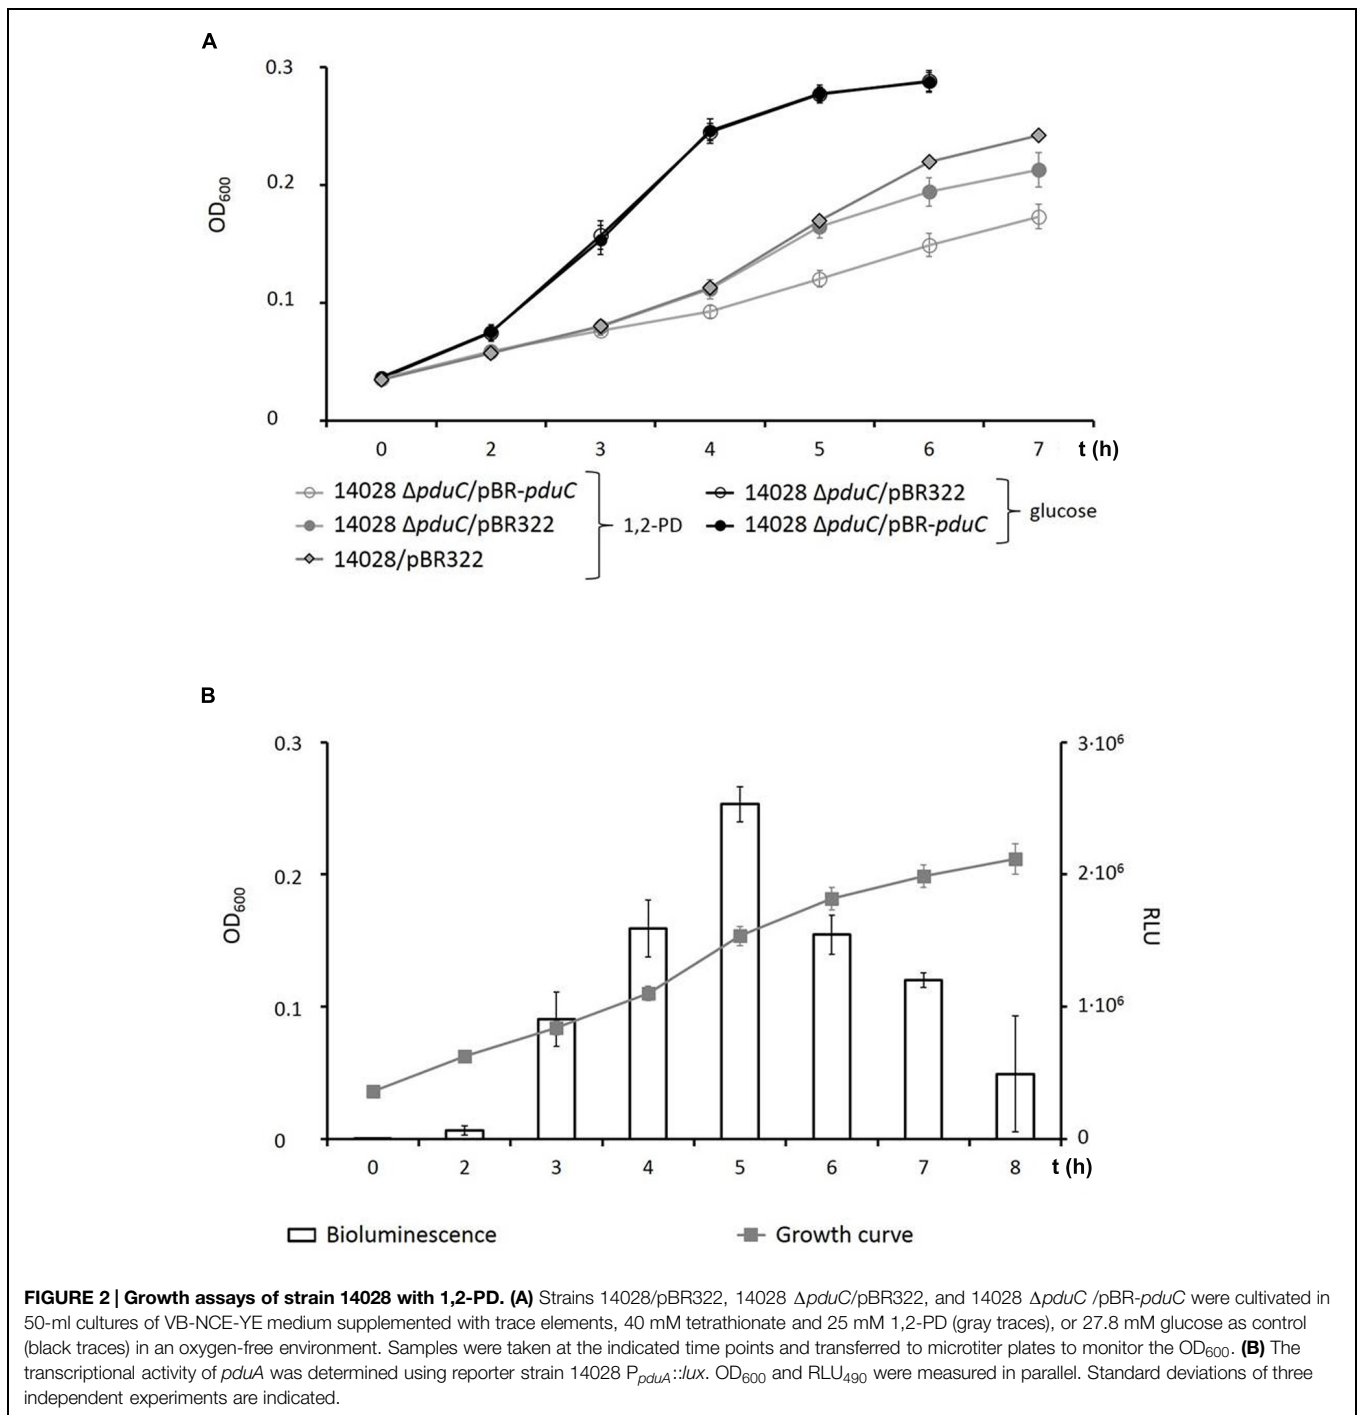 A
0.3
0.2
0.1
0
OD600
0 2 3 4 5 6 7 t (h)
14028 ΔpduC/pBR-pduC
14028 ΔpduC/pBR322
14028/pBR322
1,2-PD
14028 ΔpduC/pBR322
14028 ΔpduC/pBR-pduC
glucose
B
0.3
0.2
0.1
0
OD600
3·10⁶
2·10⁶
1·10⁶
0
RLU
0 2 3 4 5 6 7 8 t (h)
Bioluminescence
Growth curve
FIGURE 2 | Growth assays of strain 14028 with 1,2-PD. (A) Strains 14028/pBR322, 14028 ΔpduC/pBR322, and 14028 ΔpduC /pBR-pduC were cultivated in
50-ml cultures of VB-NCE-YE medium supplemented with trace elements, 40 mM tetrathionate and 25 mM 1,2-PD (gray traces), or 27.8 mM glucose as control
(black traces) in an oxygen-free environment. Samples were taken at the indicated time points and transferred to microtiter plates to monitor the OD600. (B) The
transcriptional activity of pduA was determined using reporter strain 14028 PpduA::lux. OD600 and RLU490 were measured in parallel. Standard deviations of three
independent experiments are indicated.